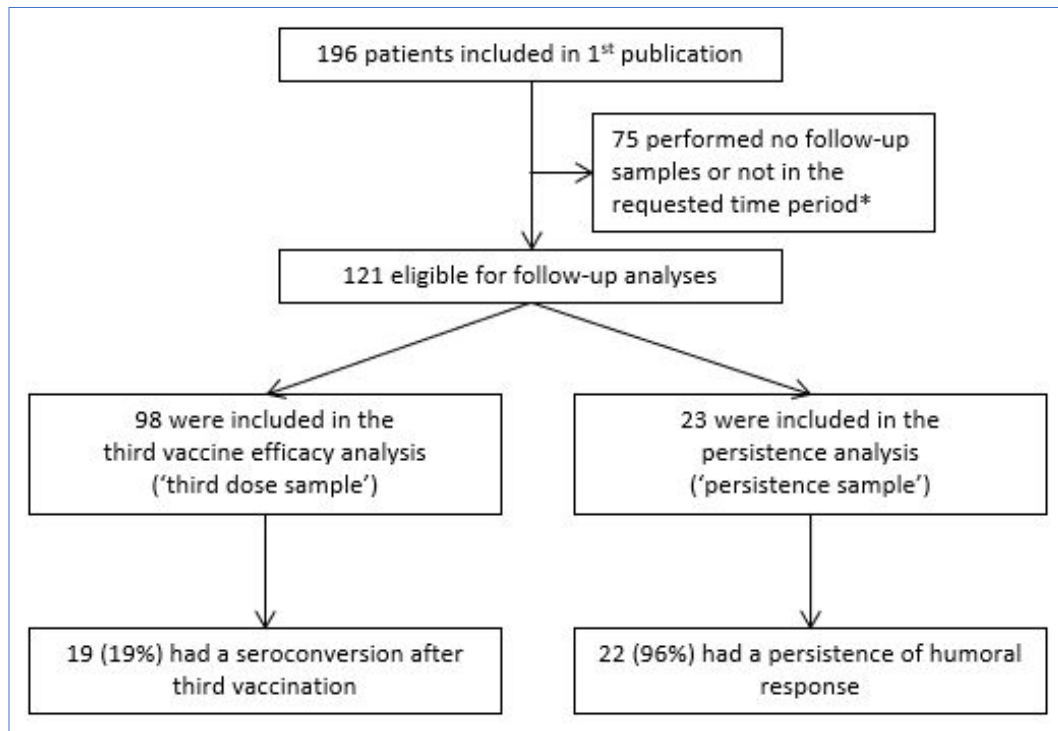 196 patients included in 1st publication
75 performed no follow-up
samples or not in the
requested time period*
121 eligible for follow-up analyses
98 were included in the
third vaccine efficacy analysis
(‘third dose sample’)
23 were included in the
persistence analysis
(‘persistence sample’)
19 (19%) had a seroconversion after
third vaccination
22 (96%) had a persistence of humoral
response